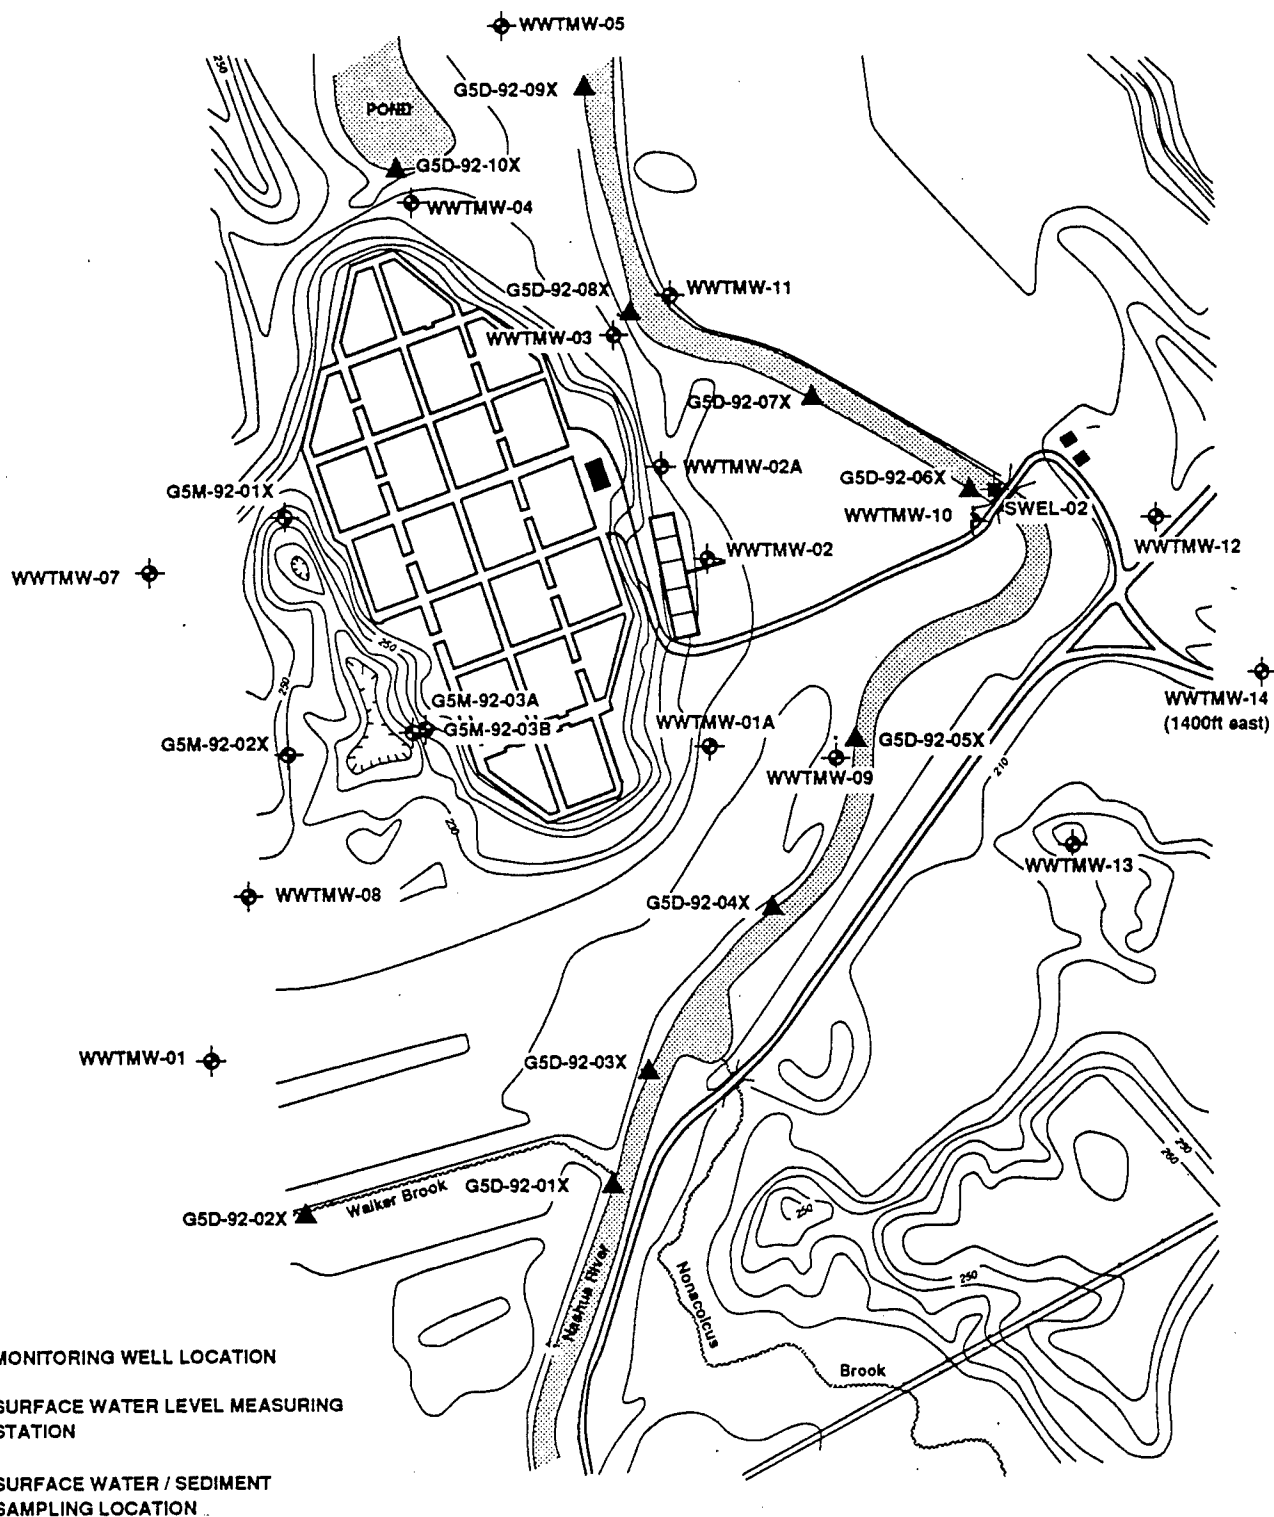 WWTMW-05
250
G5D-92-09X
POND
G5D-92-10X
WWTMW-04
G5D-92-08X
WWTMW-11
WWTMW-03
G5D-92-07X
WWTMW-02A
G5D-92-06X
G5M-92-01X
SWEL-02
WWTMW-10
WWTMW-12
WWTMW-02
WWTMW-07
250
250
WWTMW-14
(1400ft east)
G5M-92-03A
G5M-92-03B
WWTMW-01A
G5M-92-02X
G5D-92-05X
210
WWTMW-09
230
WWTMW-13
WWTMW-08
G5D-92-04X
WWTMW-01
G5D-92-03X
250
260
G5D-92-01X
Walker Brook
G5D-92-02X
250
Nashua River
250
Nonacoicus
Brook
MONITORING WELL LOCATION
SURFACE WATER LEVEL MEASURING
STATION
SURFACE WATER / SEDIMENT
SAMPLING LOCATION